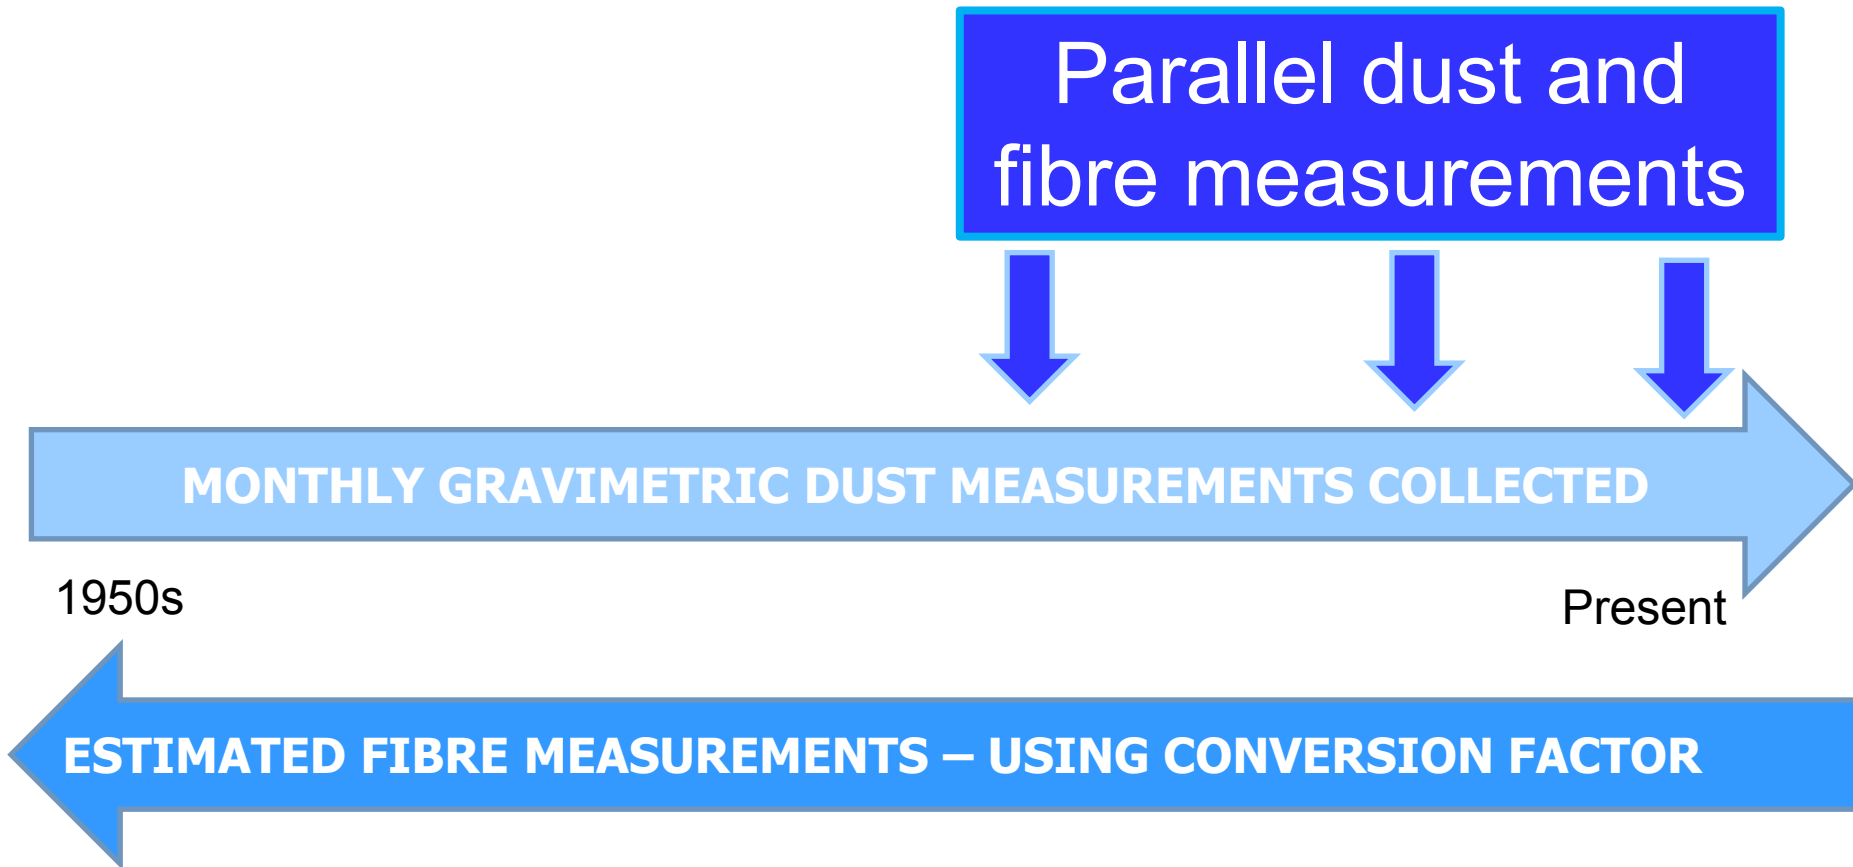 Parallel dust and
fibre measurements
MONTHLY GRAVIMETRIC DUST MEASUREMENTS COLLECTED
1950s
Present
ESTIMATED FIBRE MEASUREMENTS – USING CONVERSION FACTOR